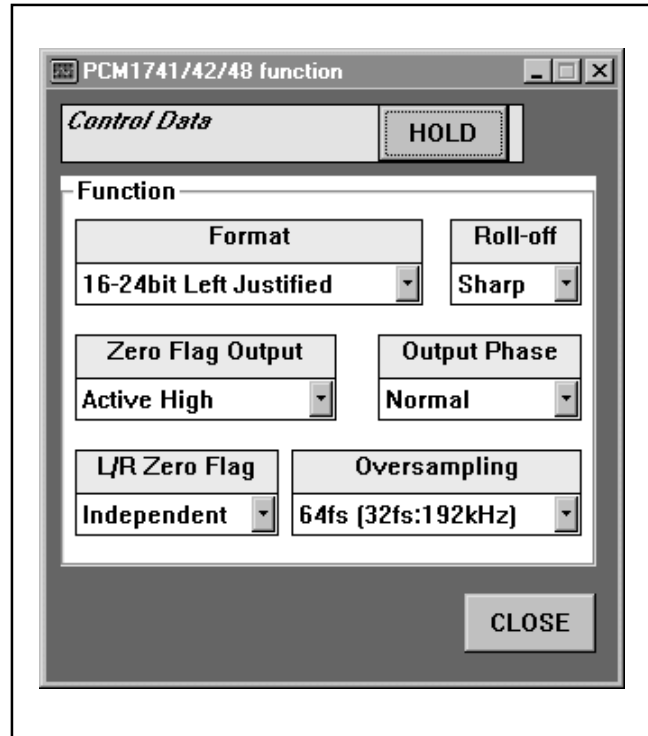 PCM1741/42/48 function
Control Data
HOLD
Function
Format
Roll-off
16-24bit Left Justified
Sharp
Zero Flag Output
Output Phase
Active High
Normal
L/R Zero Flag
Oversampling
Independent
64fs (32fs:192kHz)
CLOSE